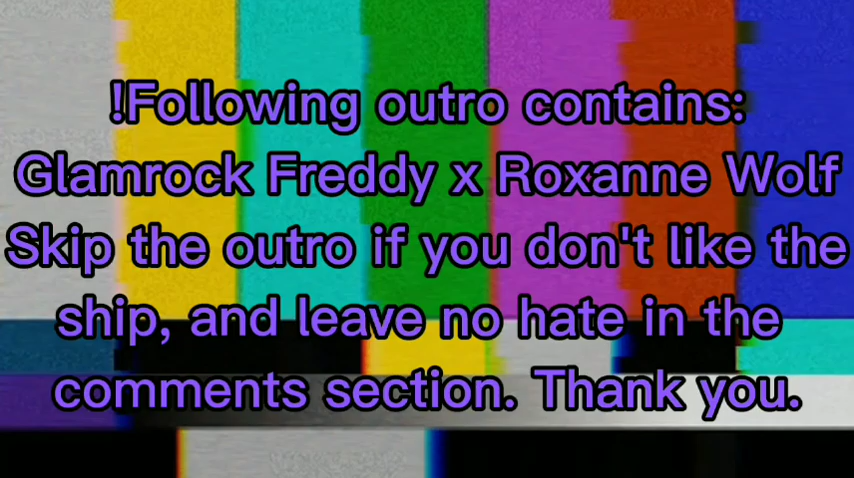 !Following outro contains:
Glamrock Freddy x Roxanne Wolf
Skip the outro if you don't like the
ship, and leave no hate in the
comments section. Thank you.